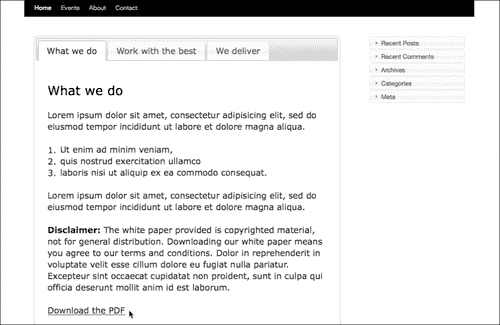 Home Events About Contact
What we do Work with the best We deliver
Recent Posts
Recent Comments
Archives
Categories
Meta
What we do
Lorem ipsum dolor sit amet, consectetur adipisicing elit, sed do
eiusmod tempor incididunt ut labore et dolore magna aliqua.
1. Ut enim ad minim veniam,
2. quis nostrud exercitation ullamco
3. laboris nisi ut aliquip ex ea commodo consequat.
Lorem ipsum dolor sit amet, consectetur adipisicing elit, sed do
eiusmod tempor incididunt ut labore et dolore magna aliqua.
Disclaimer: The white paper provided is copyrighted material,
not for general distribution. Downloading our white paper means
you agree to our terms and conditions. Dolor in reprehenderit in
voluptate velit esse cillum dolore eu fugiat nulla pariatur.
Excepteur sint occaecat cupidatat non proident, sunt in culpa qui
officia deserunt mollit anim id est laborum.
Download the PDF